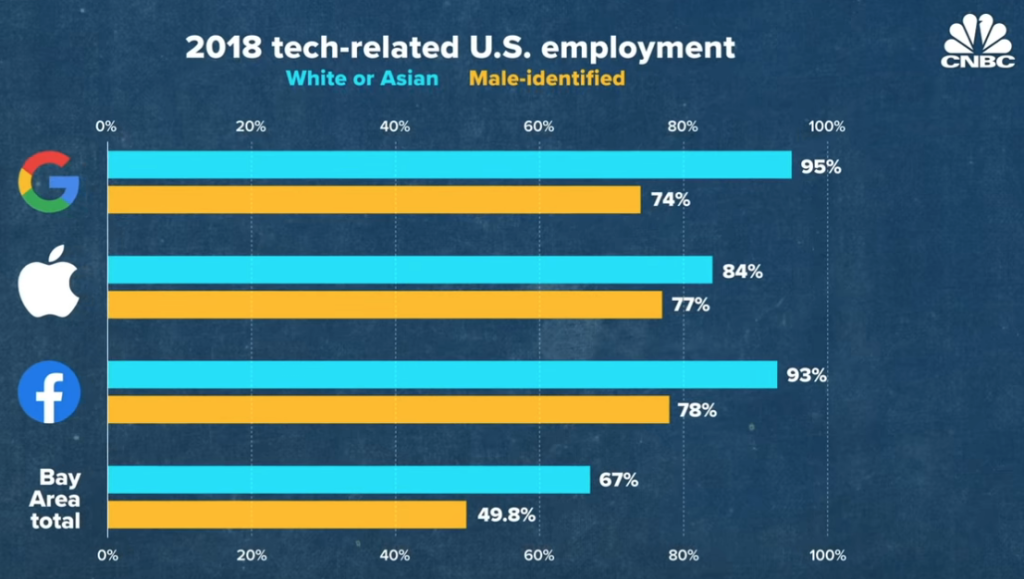 2018 tech-related U.S. employment
White or Asian Male-identified
CNBC
0% 20% 40% 60% 80% 100%
95%
74%
84%
77%
93%
78%
Bay
Area
total
67%
49.8%
0% 20% 40% 60% 80% 100%